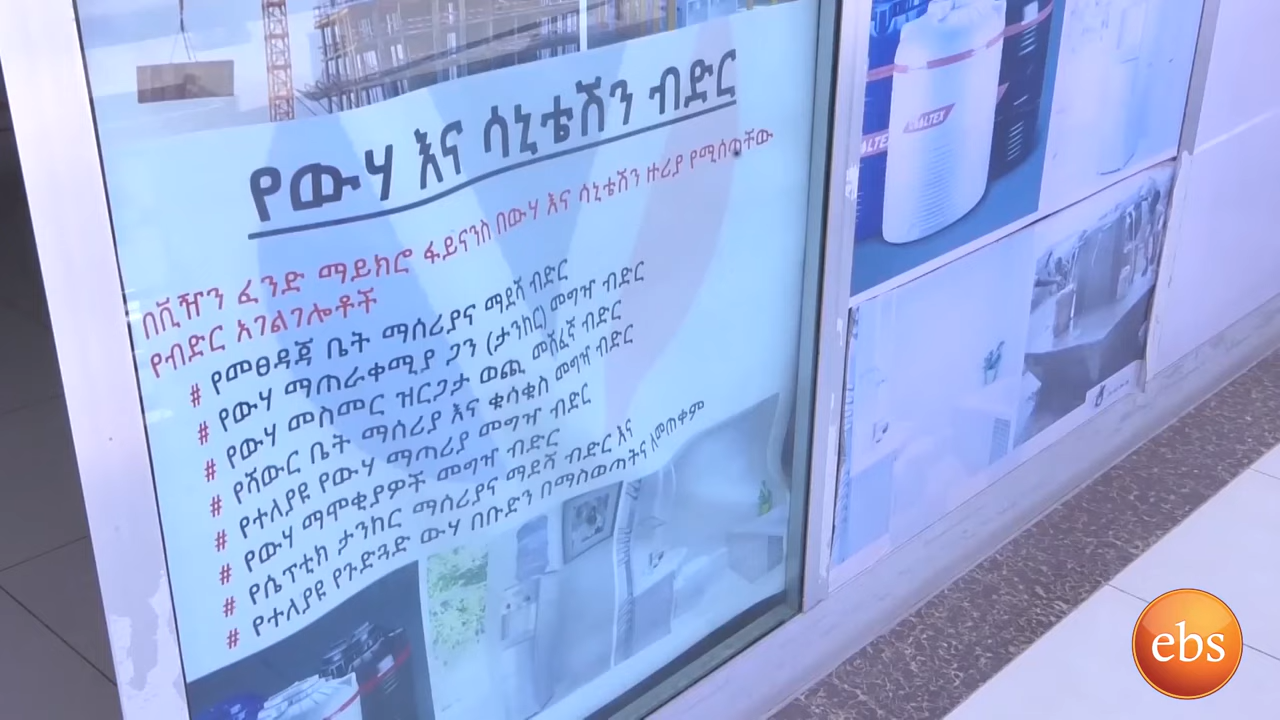 የውሃ እና ሳኒቴሽን ብድር
በቪዥን ፈንድ ማይክሮ ፋይናንስ በውሃ እና ሳኒቴሽን ዙሪያ የሚሰጣቸው
የብድር አገልገሎቶች
# የመፀዳጃ ቤት ማሰሪያና ማደሻ ብድር
# የውሃ ማጠራቀሚያ ጋን (ታንከር) መግዣ ብድር
# የውሃ መስመር ዝርጋታ ወጪ መሸፈኛ ብድር
# የሻውር ቤት ማሰሪያ እና ቁሳቁስ መግዣ ብድር
# የተለያዩ የውሃ ማጣሪያ መግዣ ብድር
# የውሃ ማሞቂያዎች መግዣ ብድር
# የሴፕቲክ ታንከር ማሰሪያና ማደሻ ብድር እና
# የተለያዩ የጉድጓድ ውሃ በቡድን በማስወጣትና ለመጠቀም
ALTEX
ebs